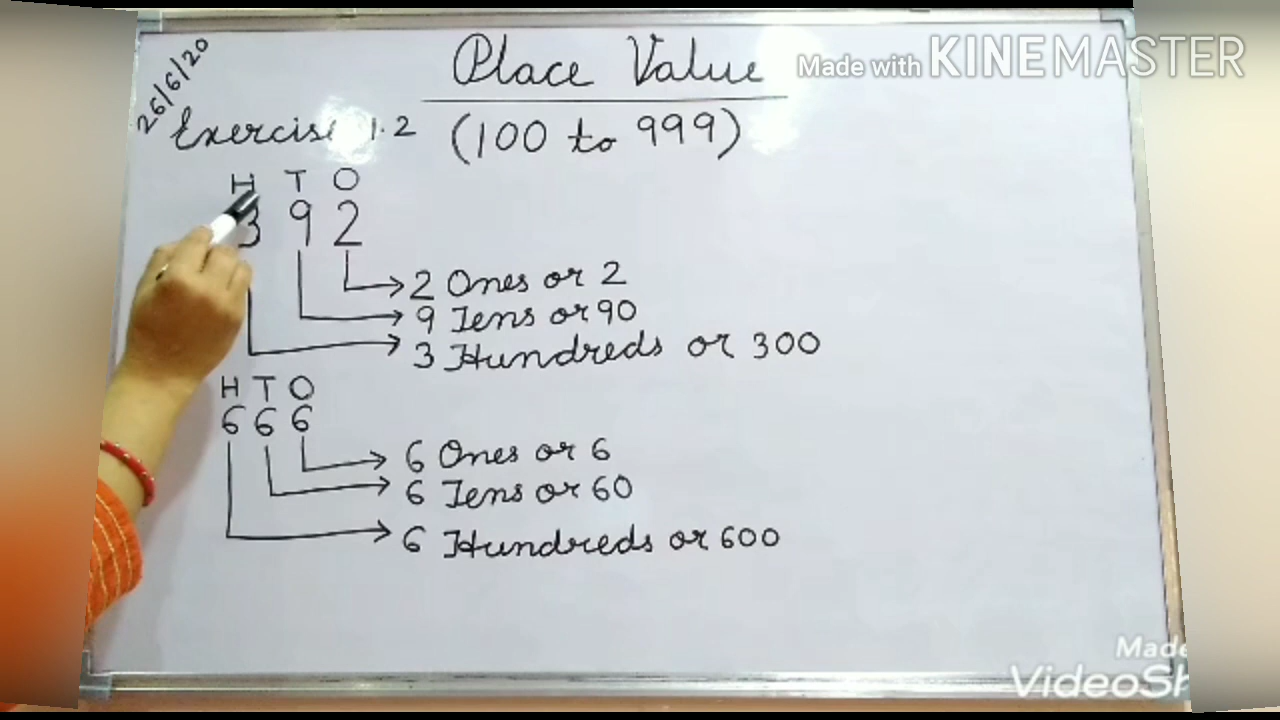 26/6/20
Place Value
Made with KINEMASTER
Exercise 1.2 (100 to 999)
H T O
3 9 2
2 Ones or 2
9 Tens or 90
3 Hundreds or 300
H T O
6 6 6
6 Ones or 6
6 Tens or 60
6 Hundreds or 600
Made
VideoSh